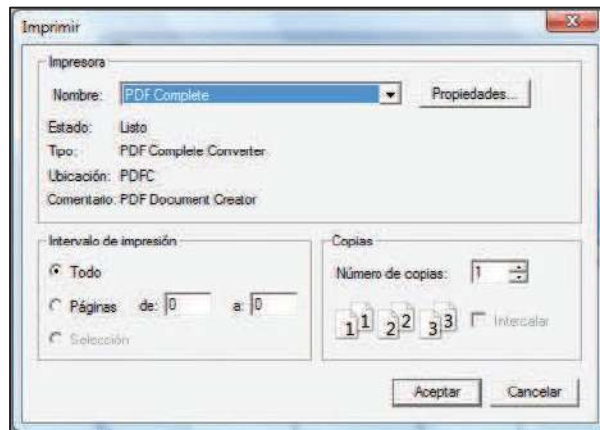 Imprimir
Impresora
Nombre: PDF Complete Propiedades...
Estado: Listo
Tipo: PDF Complete Converter
Ubicación: PDFC
Comentario: PDF Document Creator
Intervalo de impresión
Todo
Páginas de: 0 a: 0
Selección
Copias
Número de copias: 1
1 1 2 2 3 3 Intercalar
Aceptar Cancelar